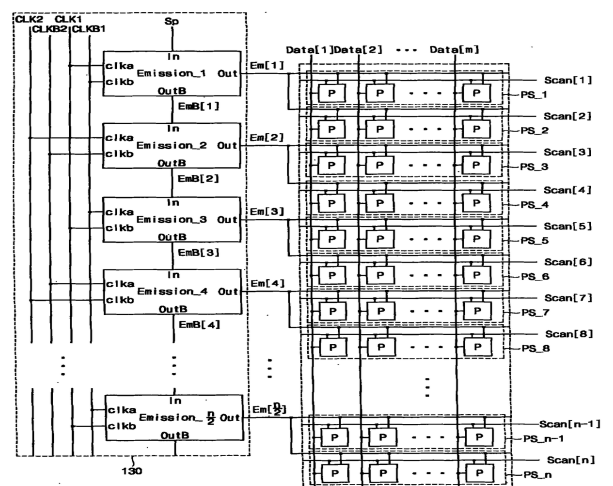 CLK2 CLK1
CLKB2 CLKB1
Sp
Data[1] Data[2] ··· Data[m]
In
clka
clkb
Emission_1 Out
OutB
Em[1]
EmB[1]
In
clka
clkb
Emission_2 Out
OutB
Em[2]
EmB[2]
In
clka
clkb
Emission_3 Out
OutB
Em[3]
EmB[3]
In
clka
clkb
Emission_4 Out
OutB
Em[4]
EmB[4]
In
clka
clkb
Emission_n/2 Out
OutB
Em[n/2]
130
P P ··· P
Scan[1]
PS_1
P P ··· P
Scan[2]
PS_2
P P ··· P
Scan[3]
PS_3
P P ··· P
Scan[4]
PS_4
P P ··· P
Scan[5]
PS_5
P P ··· P
Scan[6]
PS_6
P P ··· P
Scan[7]
PS_7
P P ··· P
Scan[8]
PS_8
P P ··· P
Scan[n-1]
PS_n-1
P P ··· P
Scan[n]
PS_n